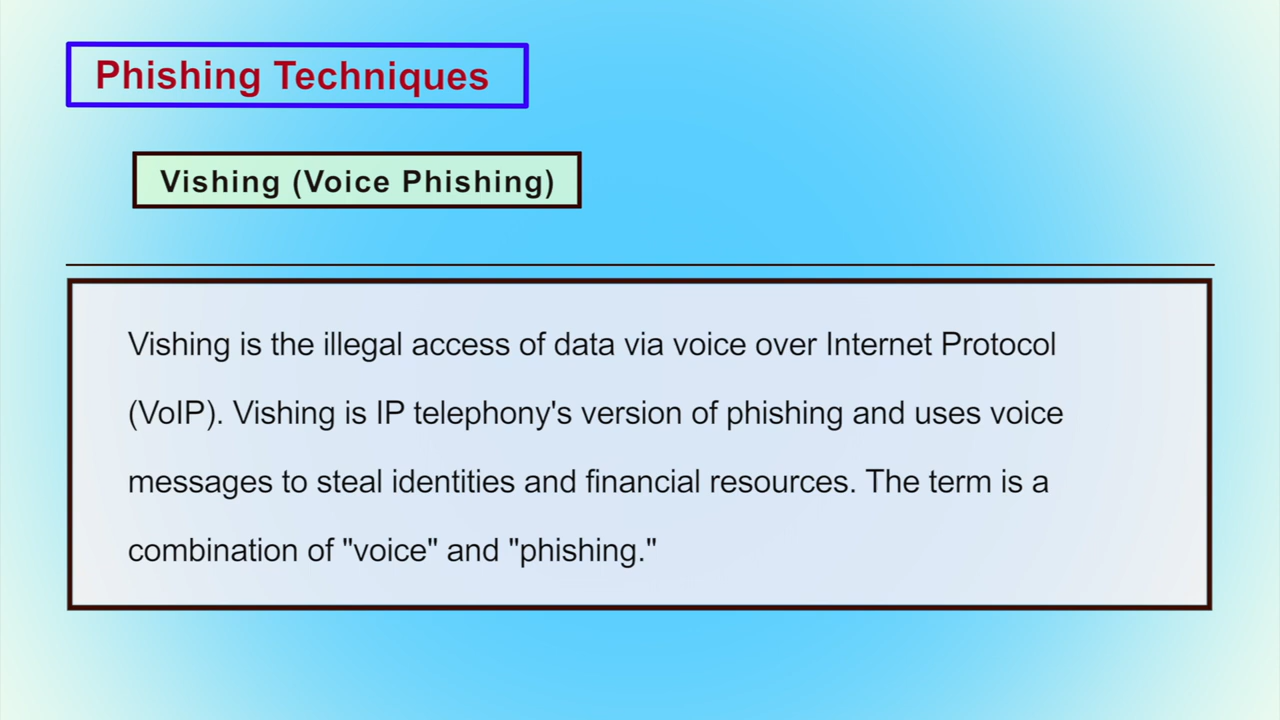 Phishing Techniques
Vishing (Voice Phishing)
Vishing is the illegal access of data via voice over Internet Protocol
(VoIP). Vishing is IP telephony's version of phishing and uses voice
messages to steal identities and financial resources. The term is a
combination of "voice" and "phishing."